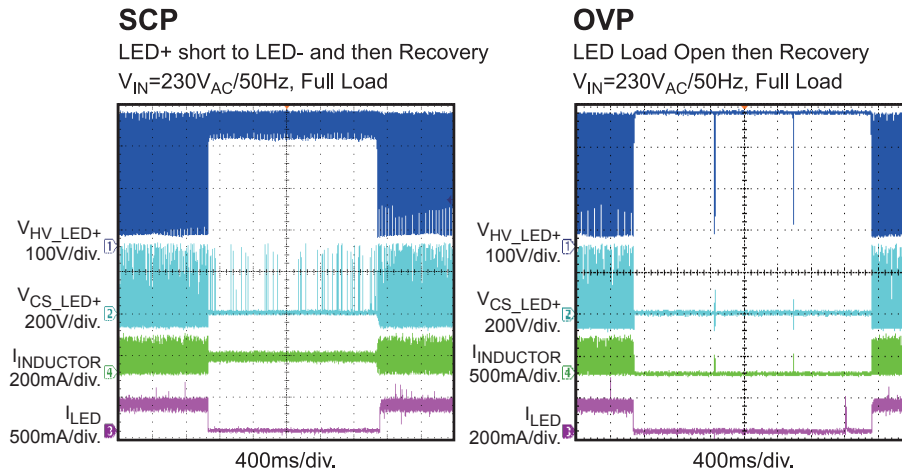 SCP
LED+ short to LED- and then Recovery
VIN=230VAC/50Hz, Full Load
VHV_LED+
100V/div.
1
VCS_LED+
200V/div.
2
IINDUCTOR
200mA/div.
4
ILED
500mA/div.
3
400ms/div.
OVP
LED Load Open then Recovery
VIN=230VAC/50Hz, Full Load
VHV_LED+
100V/div.
1
VCS_LED+
200V/div.
2
IINDUCTOR
500mA/div.
4
ILED
200mA/div.
3
400ms/div.